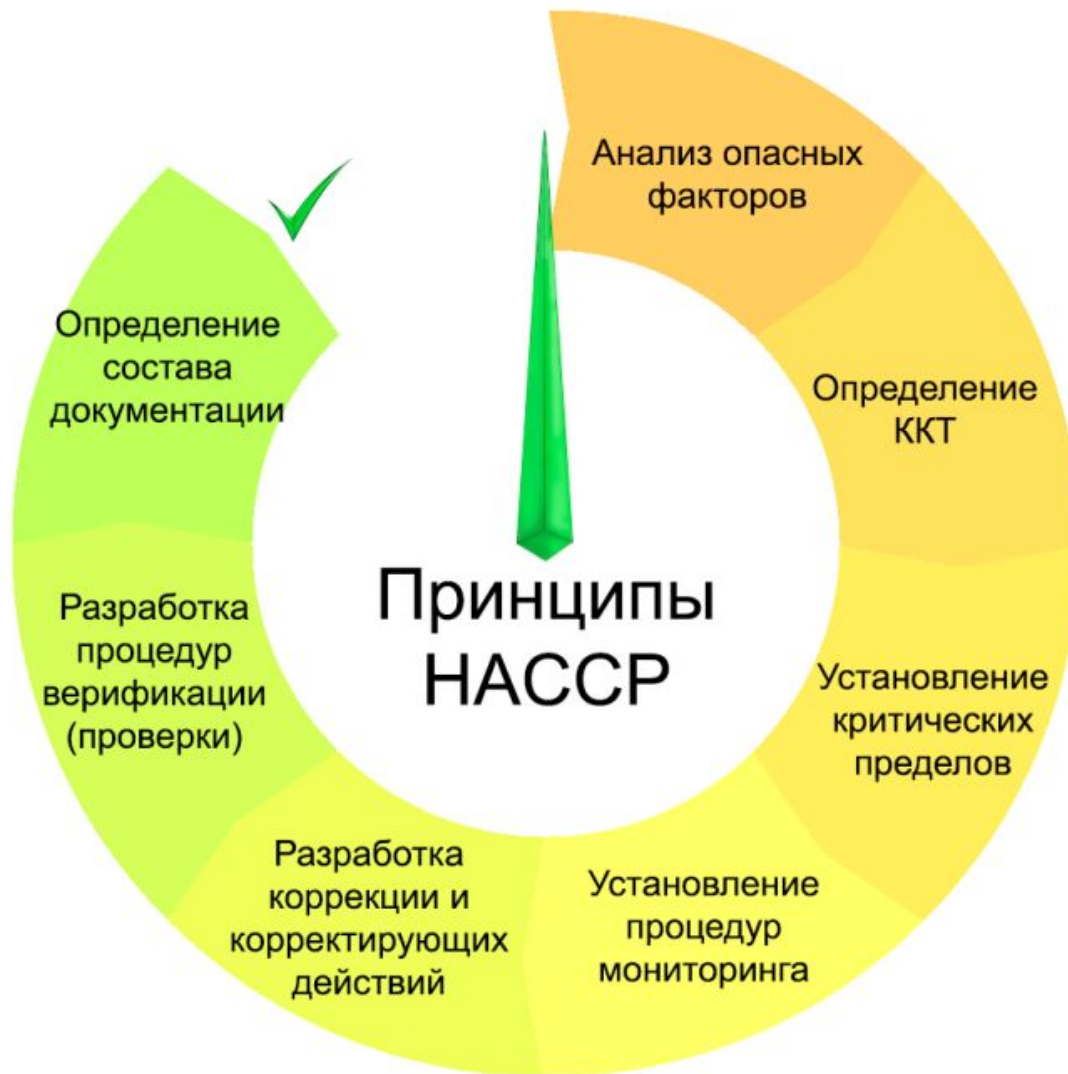 Анализ опасных
факторов
Определение
ККТ
Установление
критических
пределов
Установление
процедур
мониторинга
Разработка
коррекции и
корректирующих
действий
Разработка
процедур
верификации
(проверки)
Определение
состава
документации
Принципы
НАССР